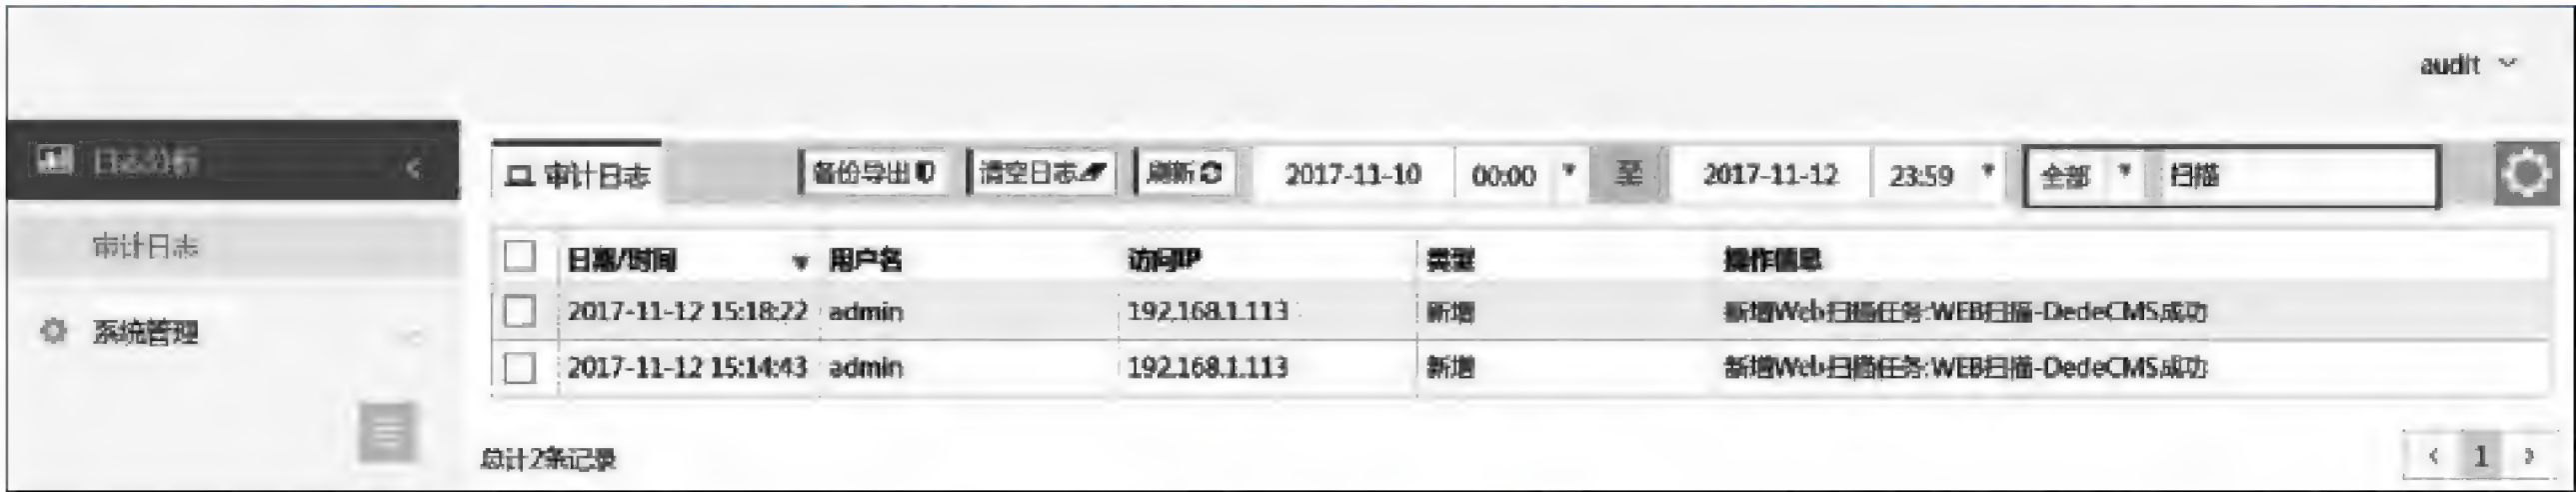 audit
日志分析
审计日志 备份导出 清空日志 刷新 2017-11-10 00:00 至 2017-11-12 23:59 全部 扫描
审计日志
日期/时间 用户名 访问IP 类型 操作信息
2017-11-12 15:18:22 admin 192.168.1.113 新增 新增Web扫描任务:WEB扫描-DedeCMS成功
系统管理
2017-11-12 15:14:43 admin 192.168.1.113 新增 新增Web扫描任务:WEB扫描-DedeCMS成功
总计2条记录
1